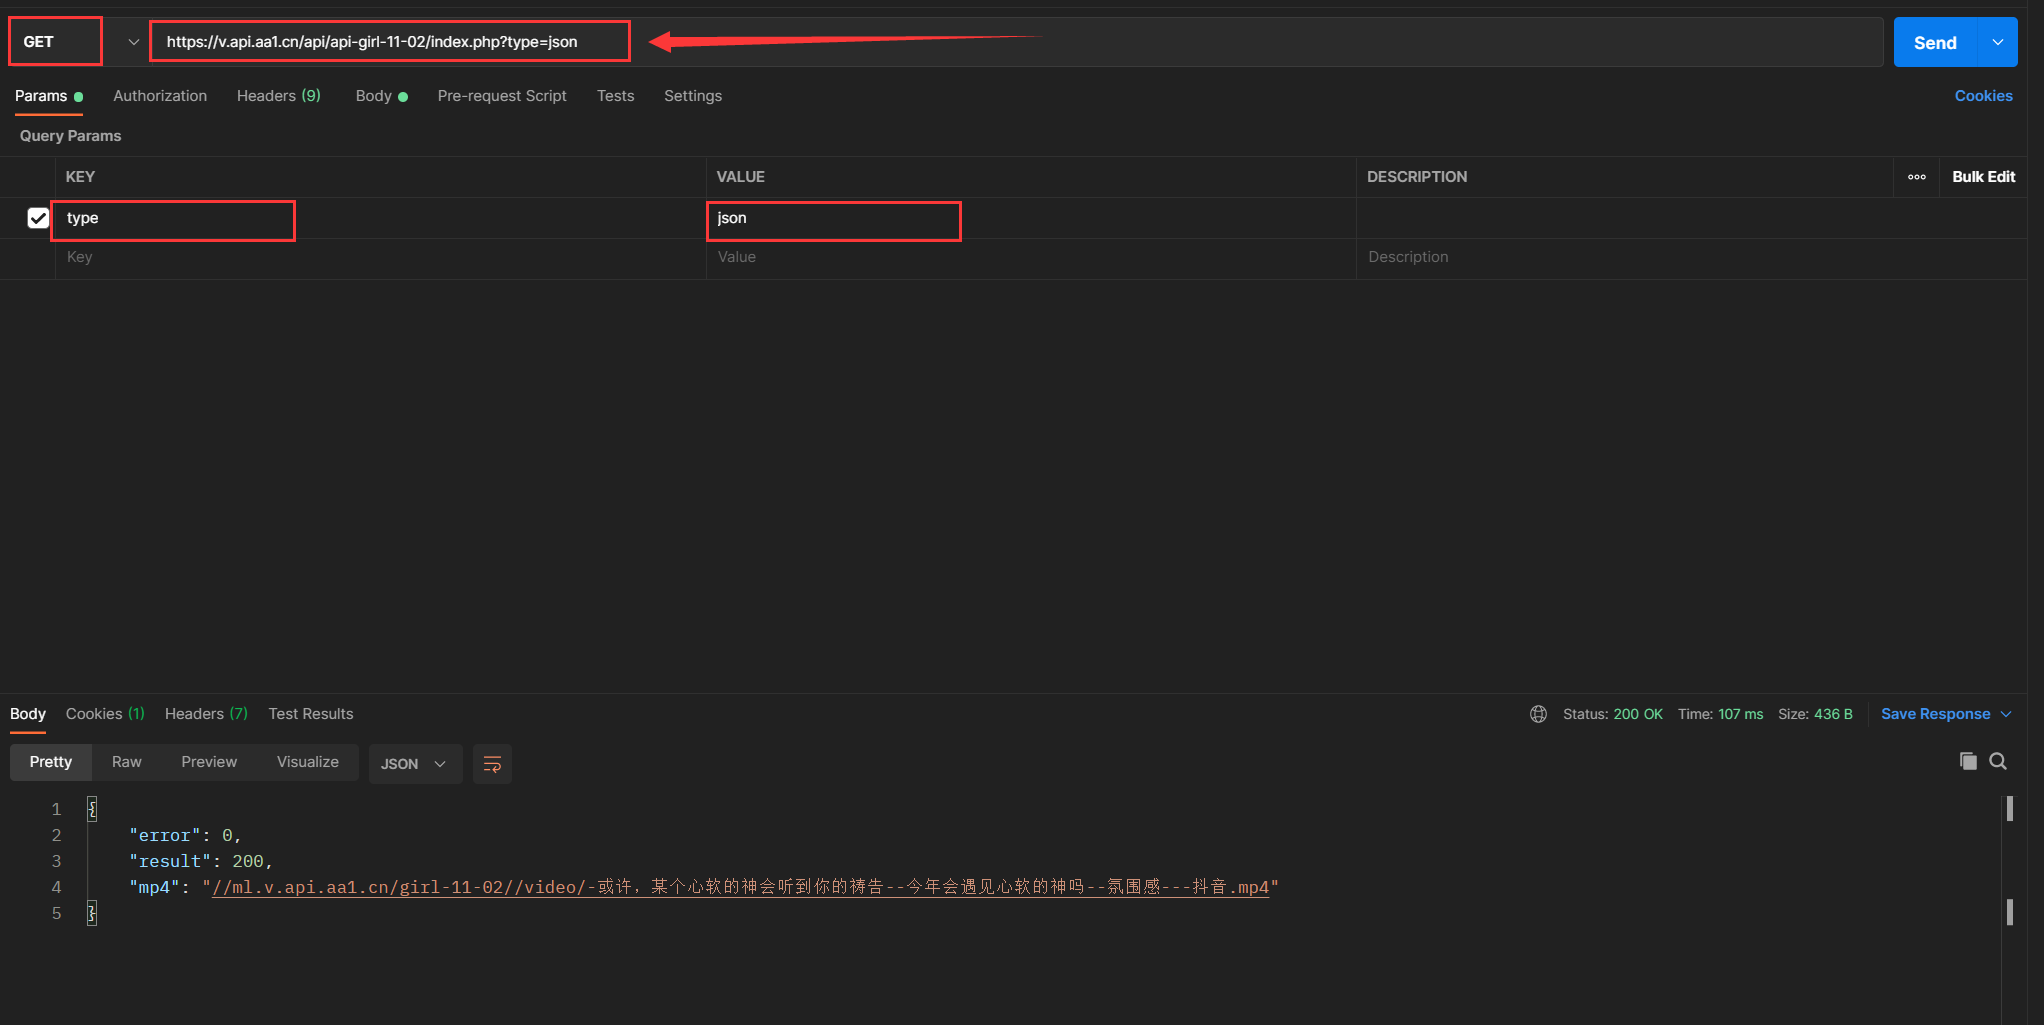 GET https://v.api.aa1.cn/api/api-girl-11-02/index.php?type=json Send
Params Authorization Headers (9) Body Pre-request Script Tests Settings Cookies
Query Params
KEY VALUE DESCRIPTION Bulk Edit
type json
Key Value Description
Body Cookies (1) Headers (7) Test Results Status: 200 OK Time: 107 ms Size: 436 B Save Response
Pretty Raw Preview Visualize JSON
1 {
2 "error": 0,
3 "result": 200,
4 "mp4": "//ml.v.api.aa1.cn/girl-11-02//video/-或许，某个心软的神会听到你的祷告--今年会遇见心软的神吗--氛围感---抖音.mp4"
5 }